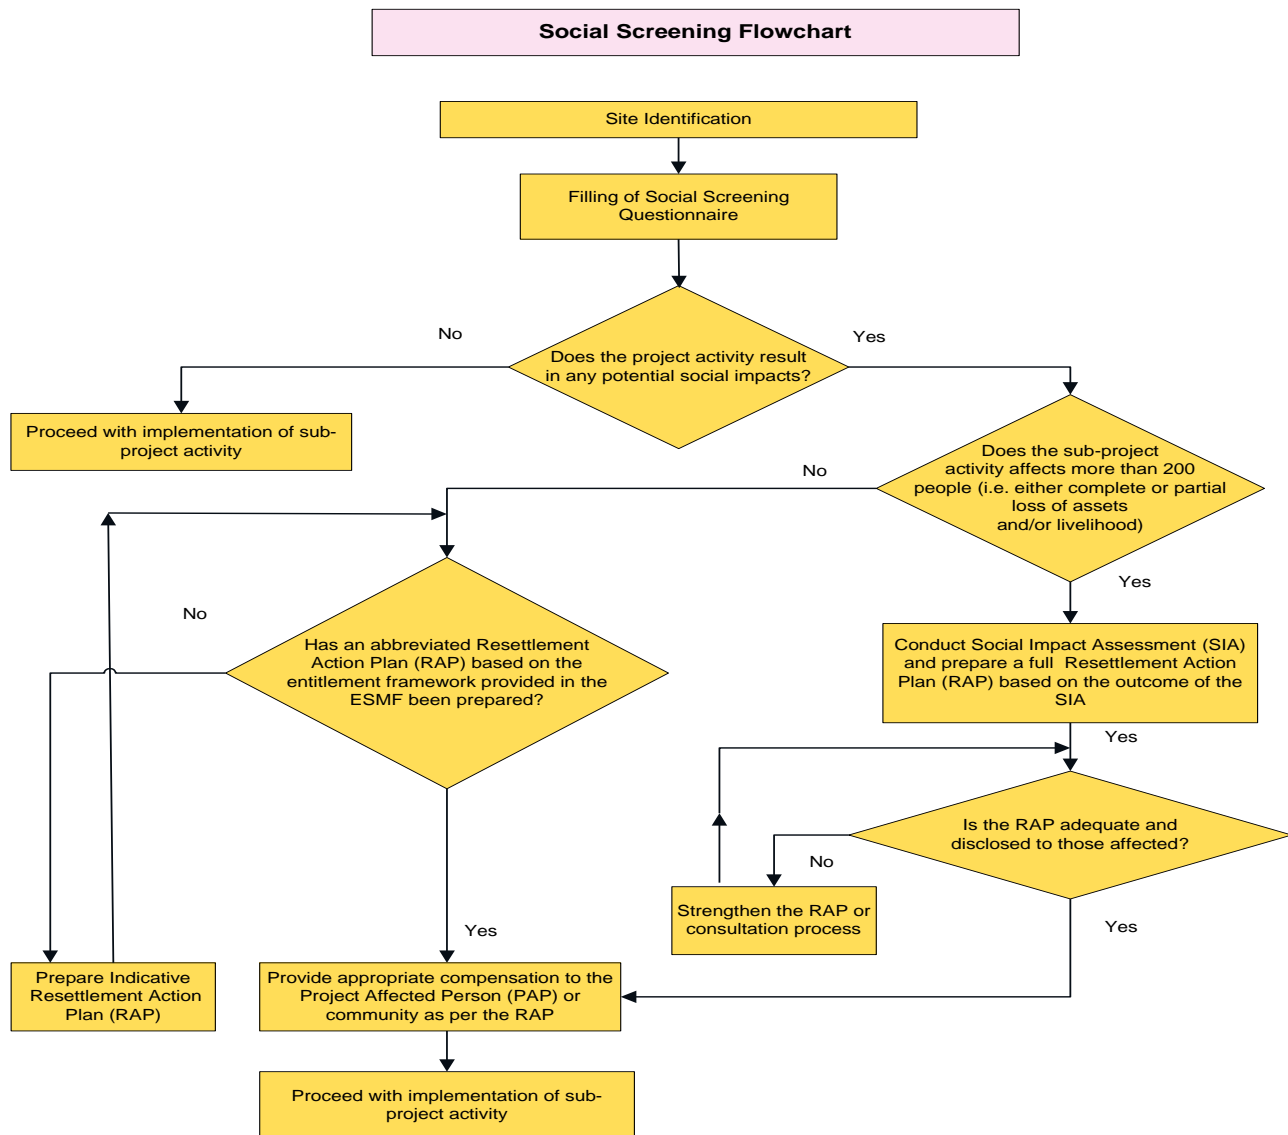 Social Screening Flowchart
Site Identification
Filling of Social Screening
Questionnaire
No
Yes
Does the project activity result
in any potential social impacts?
Proceed with implementation of sub-
project activity
Does the sub-project
activity affects more than 200
people (i.e. either complete or partial
loss of assets
and/or livelihood)
No
Yes
No
Has an abbreviated Resettlement
Action Plan (RAP) based on the
entitlement framework provided in the
ESMF been prepared?
Conduct Social Impact Assessment (SIA)
and prepare a full Resettlement Action
Plan (RAP) based on the outcome of the
SIA
Yes
Is the RAP adequate and
disclosed to those affected?
No
Strengthen the RAP or
consultation process
Yes
Yes
Prepare Indicative
Resettlement Action
Plan (RAP)
Provide appropriate compensation to the
Project Affected Person (PAP) or
community as per the RAP
Proceed with implementation of sub-
project activity